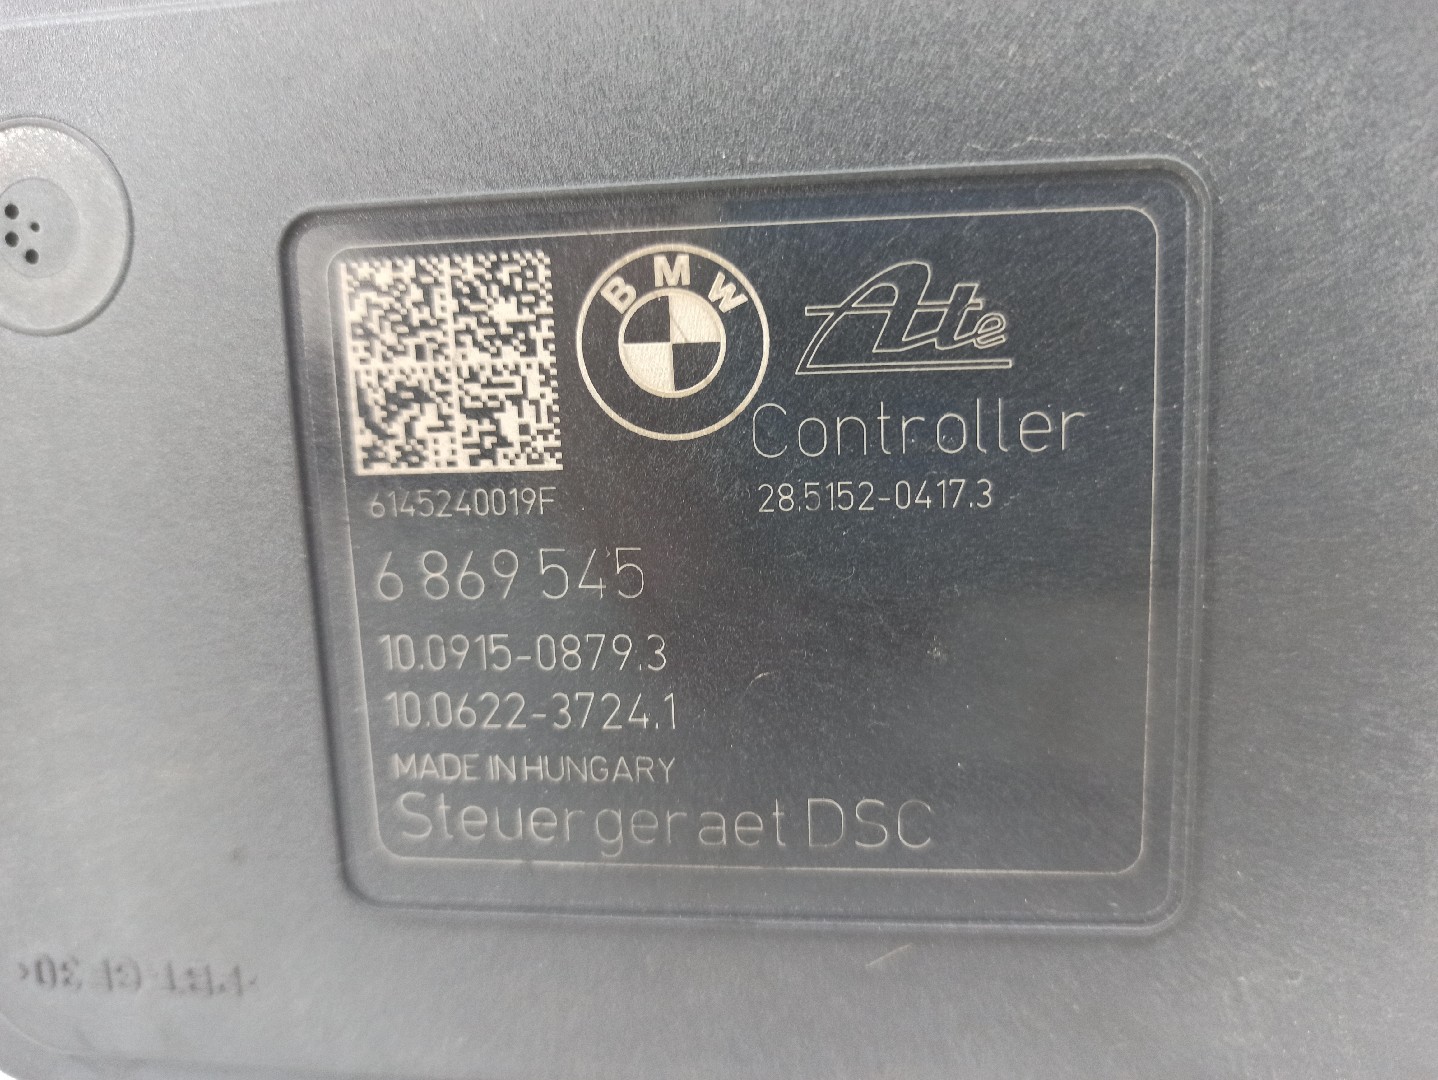 BMW
Ate
Controller
6145240019F
28.5152-0417.3
6 869 545
10.0915-0879.3
10.0622-3724.1
MADE IN HUNGARY
Steuergeraet DSC